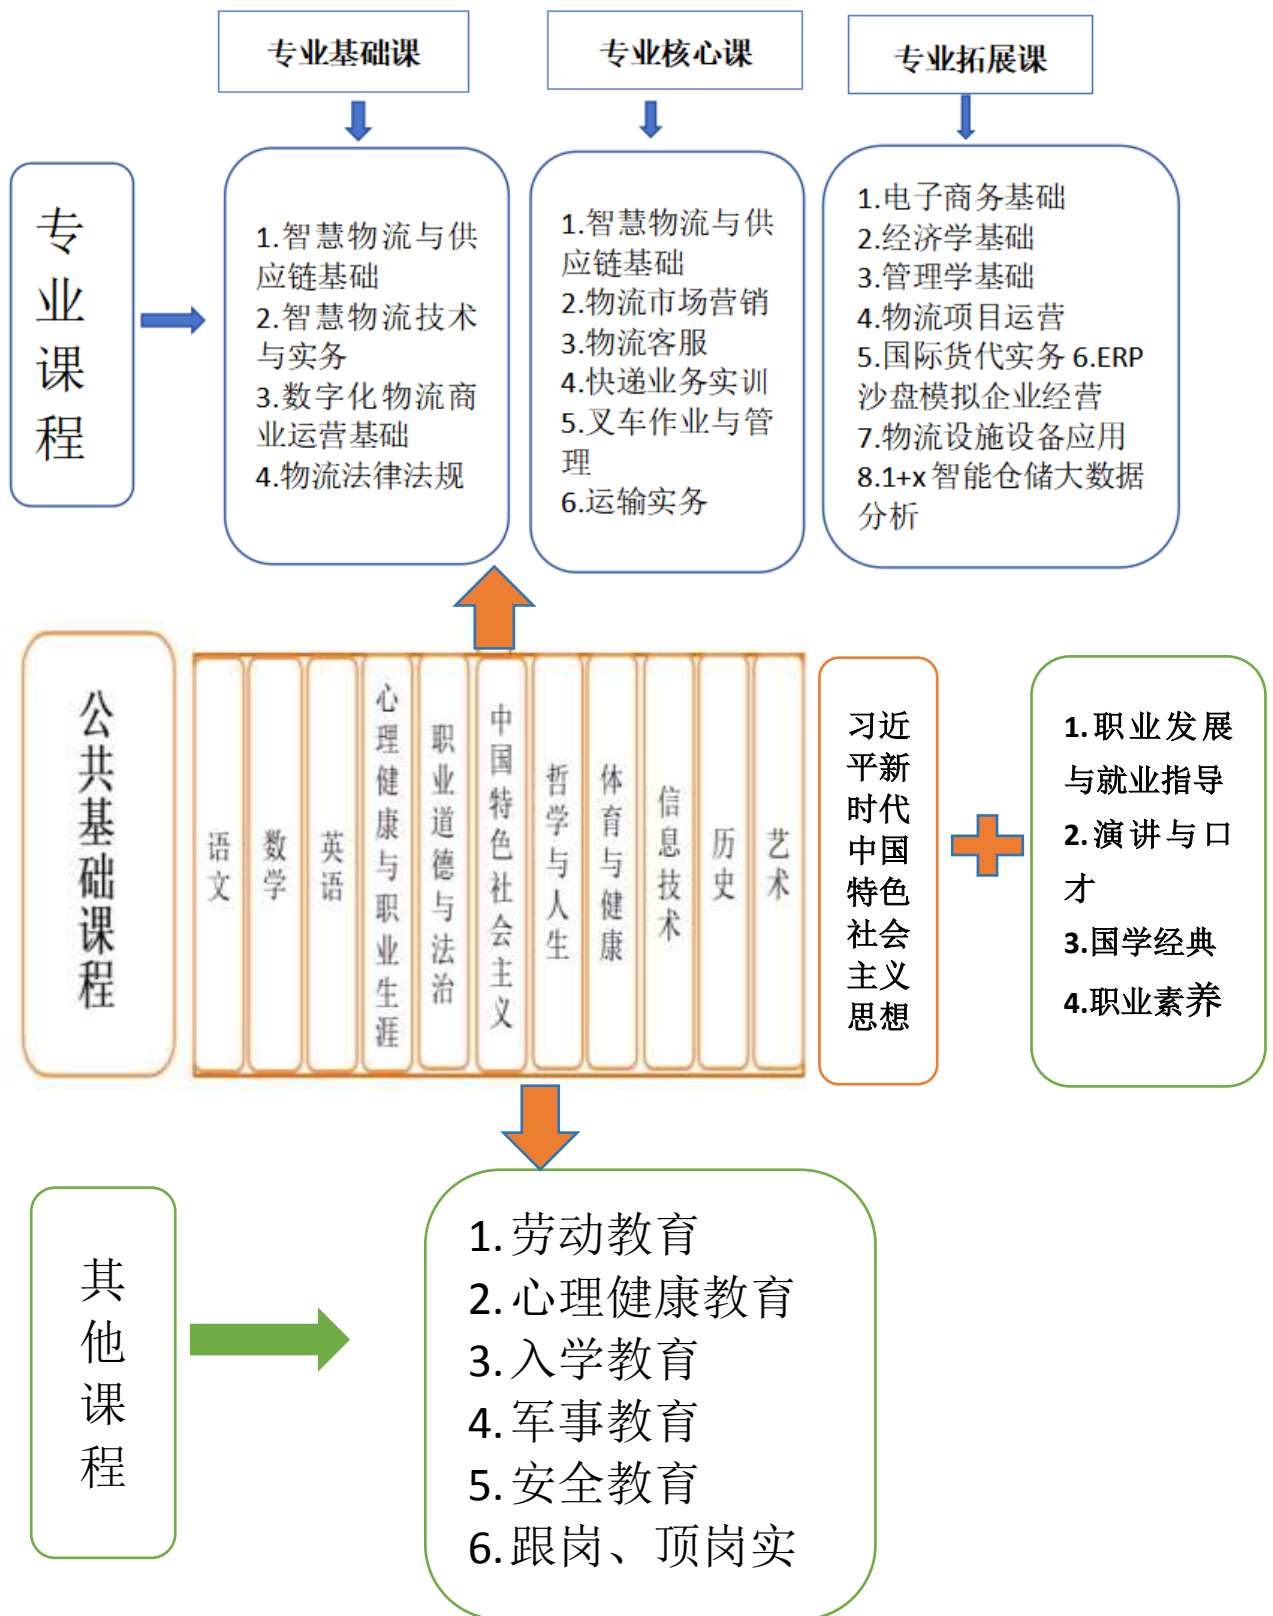 专业基础课
专业核心课
专业拓展课
专业课程
1.智慧物流与供
应链基础
2.智慧物流技术
与实务
3.数字化物流商
业运营基础
4.物流法律法规
1.智慧物流与供
应链基础
2.物流市场营销
3.物流客服
4.快递业务实训
5.叉车作业与管
理
6.运输实务
1.电子商务基础
2.经济学基础
3.管理学基础
4.物流项目运营
5.国际货代实务 6.ERP
沙盘模拟企业经营
7.物流设施设备应用
8.1+x 智能仓储大数据
分析
公共基础课程
语文
数学
英语
心理健康与职业生涯
职业道德与法治
中国特色社会主义
哲学与人生
体育与健康
信息技术
历史
艺术
习近
平新
时代
中国
特色
社会
主义
思想
1.职业发展
与就业指导
2.演讲与口
才
3.国学经典
4.职业素养
其他课程
1.劳动教育
2.心理健康教育
3.入学教育
4.军事教育
5.安全教育
6.跟岗、顶岗实